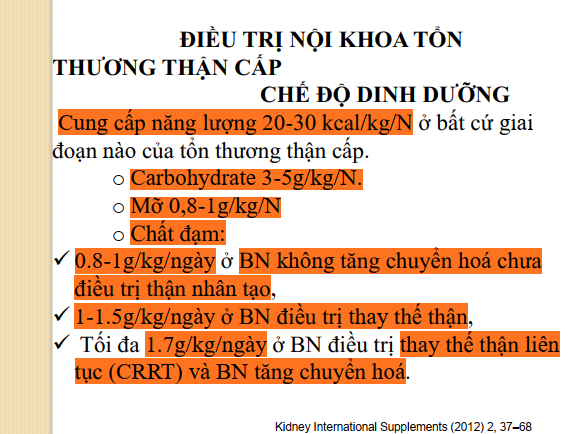 ĐIỀU TRỊ NỘI KHOA TỔN
THƯƠNG THẬN CẤP
CHẾ ĐỘ DINH DƯỠNG
Cung cấp năng lượng 20-30 kcal/kg/N ở bất cứ giai
đoạn nào của tổn thương thận cấp.
o Carbohydrate 3-5g/kg/N.
o Mỡ 0,8-1g/kg/N
o Chất đạm:
✓ 0.8-1g/kg/ngày ở BN không tăng chuyển hoá chưa
điều trị thận nhân tạo,
✓ 1-1.5g/kg/ngày ở BN điều trị thay thế thận,
✓ Tối đa 1.7g/kg/ngày ở BN điều trị thay thế thận liên
tục (CRRT) và BN tăng chuyển hoá.
Kidney International Supplements (2012) 2, 37–68